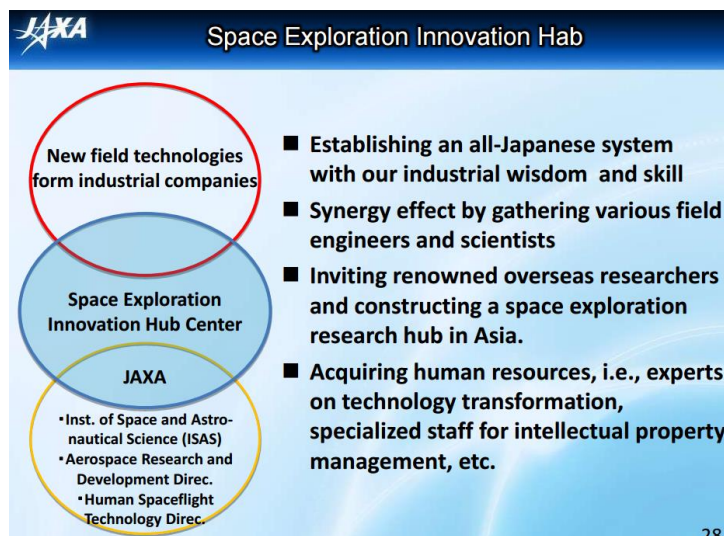 JAXA
Space Exploration Innovation Hab
New field technologies
form industrial companies
Space Exploration
Innovation Hub Center
JAXA
・Inst. of Space and Astro-
nautical Science (ISAS)
・Aerospace Research and
Development Direc.
・Human Spaceflight
Technology Direc.
■ Establishing an all-Japanese system
with our industrial wisdom and skill
■ Synergy effect by gathering various field
engineers and scientists
■ Inviting renowned overseas researchers
and constructing a space exploration
research hub in Asia.
■ Acquiring human resources, i.e., experts
on technology transformation,
specialized staff for intellectual property
management, etc.
28